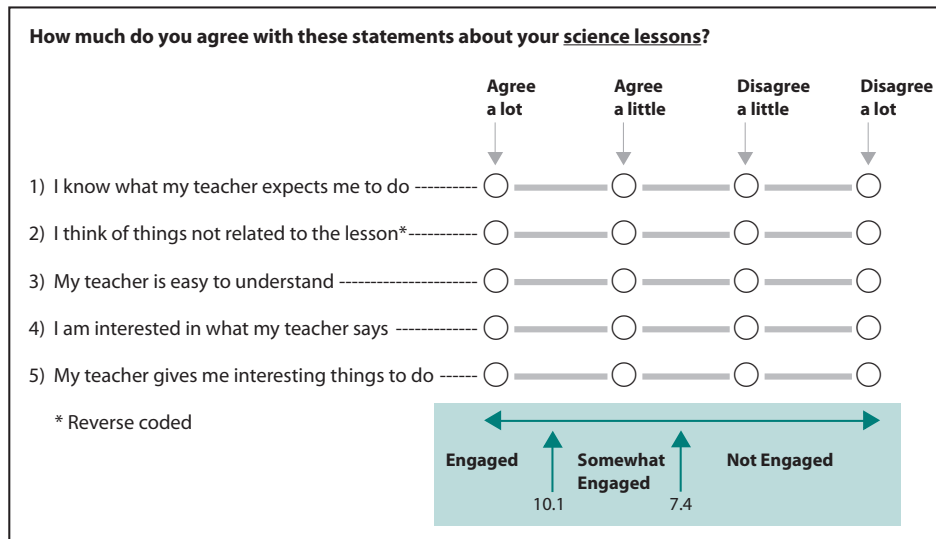 How much do you agree with these statements about your science lessons?
Agree a lot
Agree a little
Disagree a little
Disagree a lot
1) I know what my teacher expects me to do ----------
2) I think of things not related to the lesson*----------
3) My teacher is easy to understand ---------------------
4) I am interested in what my teacher says ------------
5) My teacher gives me interesting things to do ------
* Reverse coded
Engaged
Somewhat Engaged
Not Engaged
10.1
7.4